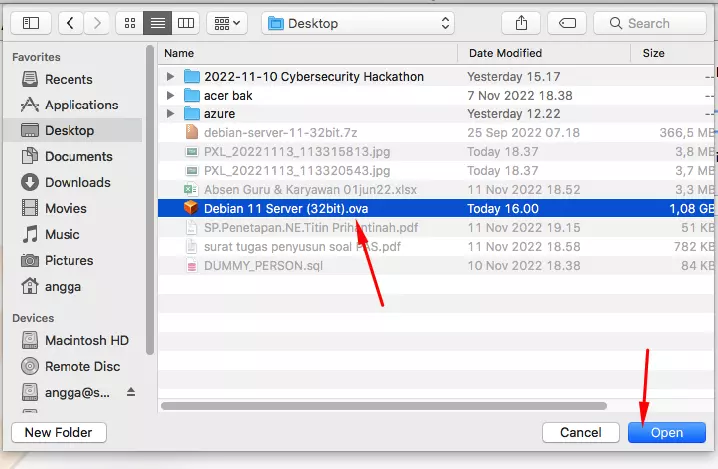 Desktop
Search
Favorites
Recents
Applications
Desktop
Documents
Downloads
Movies
Music
Pictures
angga
Devices
Macintosh HD
Remote Disc
angga@s...
Name Date Modified Size
2022-11-10 Cybersecurity Hackathon Yesterday 15.17 --
acer bak 7 Nov 2022 18.38 --
azure Yesterday 12.22 --
debian-server-11-32bit.7z 25 Sep 2022 07.18 366,5 M
PXL_20221113_113315813.jpg Today 18.37 3,8 M
PXL_20221113_113320543.jpg Today 18.37 3,4 M
Absen Guru & Karyawan 01jun22.xlsx 11 Nov 2022 18.52 3,3 M
Debian 11 Server (32bit).ova Today 16.00 1,08 GB
SP.Penetapan.NE.Titin Prihantinah.pdf 11 Nov 2022 19.15 51 KB
surat tugas penyusun soal PAS.pdf 11 Nov 2022 18.58 782 KB
DUMMY_PERSON.sql 10 Nov 2022 18.38 84 KB
New Folder Cancel Open